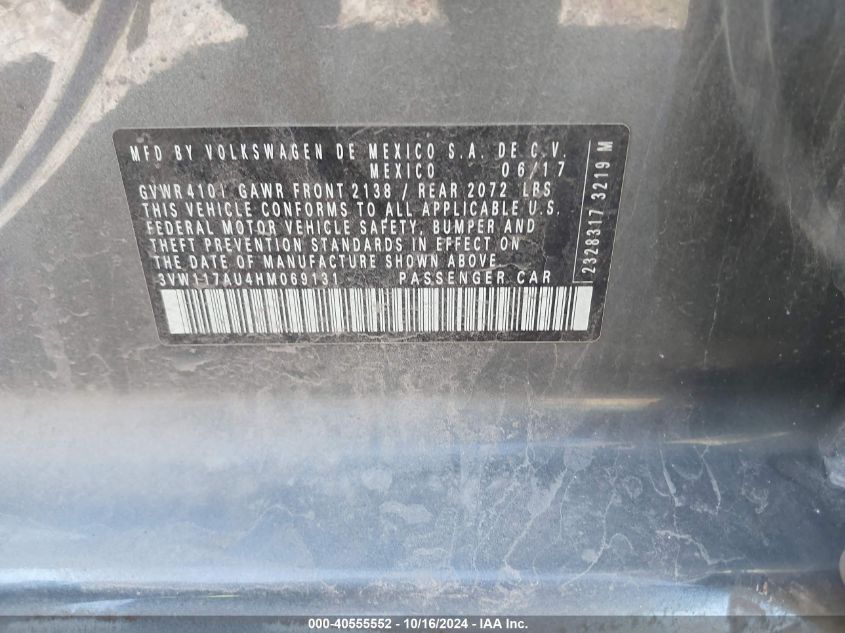 MFD BY VOLKSWAGEN DE MEXICO S.A. DE C.V.
MEXICO 06/17
GVWR GAWR FRONT 2138 / REAR 2072 LBS
THIS VEHICLE CONFORMS TO ALL APPLICABLE U.S.
FEDERAL MOTOR VEHICLE SAFETY, BUMPER AND
THEFT PREVENTION STANDARDS IN EFFECT ON
THE DATE OF MANUFACTURE SHOWN ABOVE.
3VW117AU4HM069131 PASSENGER CAR
2328317 3219 M
000-40555552 - 10/16/2024 - © IAA Inc.